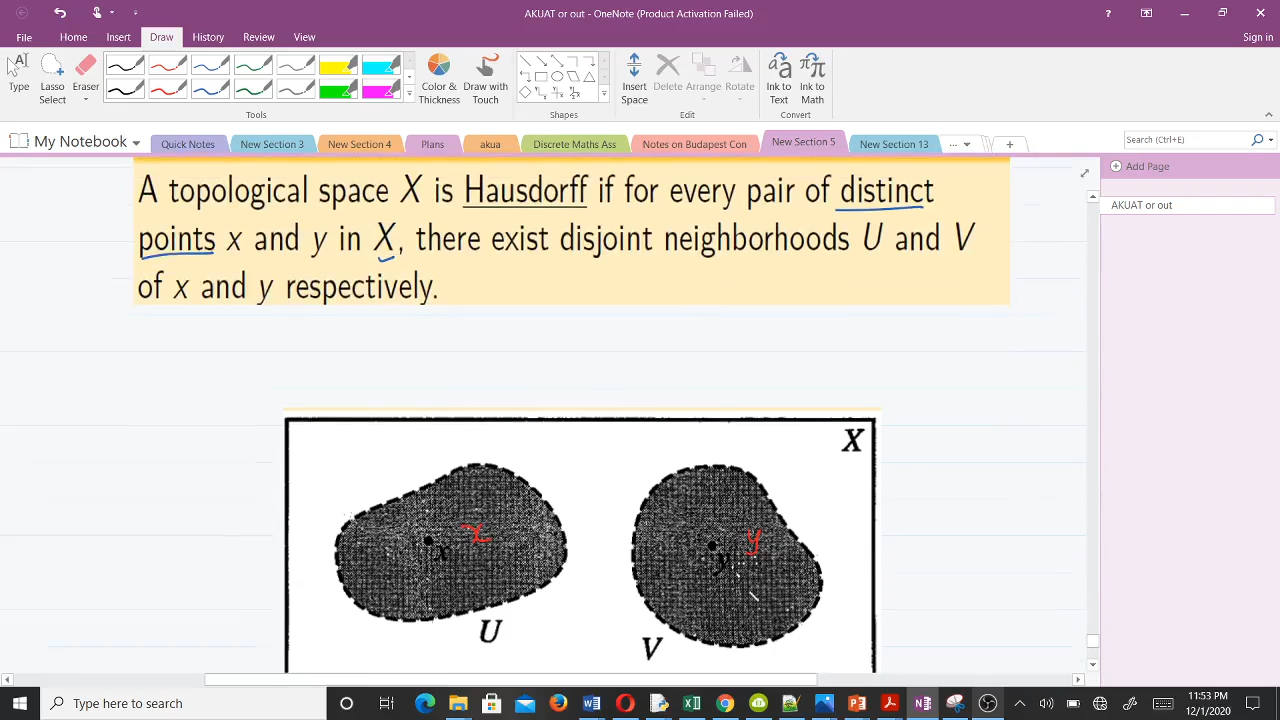 AKUAT or out - OneNote (Product Activation Failed)
File Home Insert Draw History Review View
Sign in
Type
Lasso Select
Eraser
Color & Thickness
Draw with Touch
Insert Space
Delete
Arrange
Rotate
Ink to Text
Ink to Math
Tools
Shapes
Edit
Convert
My Notebook
Quick Notes
New Section 3
New Section 4
Plans
akua
Discrete Maths Ass
Notes on Budapest Con
New Section 5
New Section 13
...
Search (Ctrl+E)
Add Page
AKUAT or out
A topological space X is Hausdorff if for every pair of distinct
points x and y in X, there exist disjoint neighborhoods U and V
of x and y respectively.
X
x x
y y
U
V
Type here to search
11:53 PM
12/1/2020